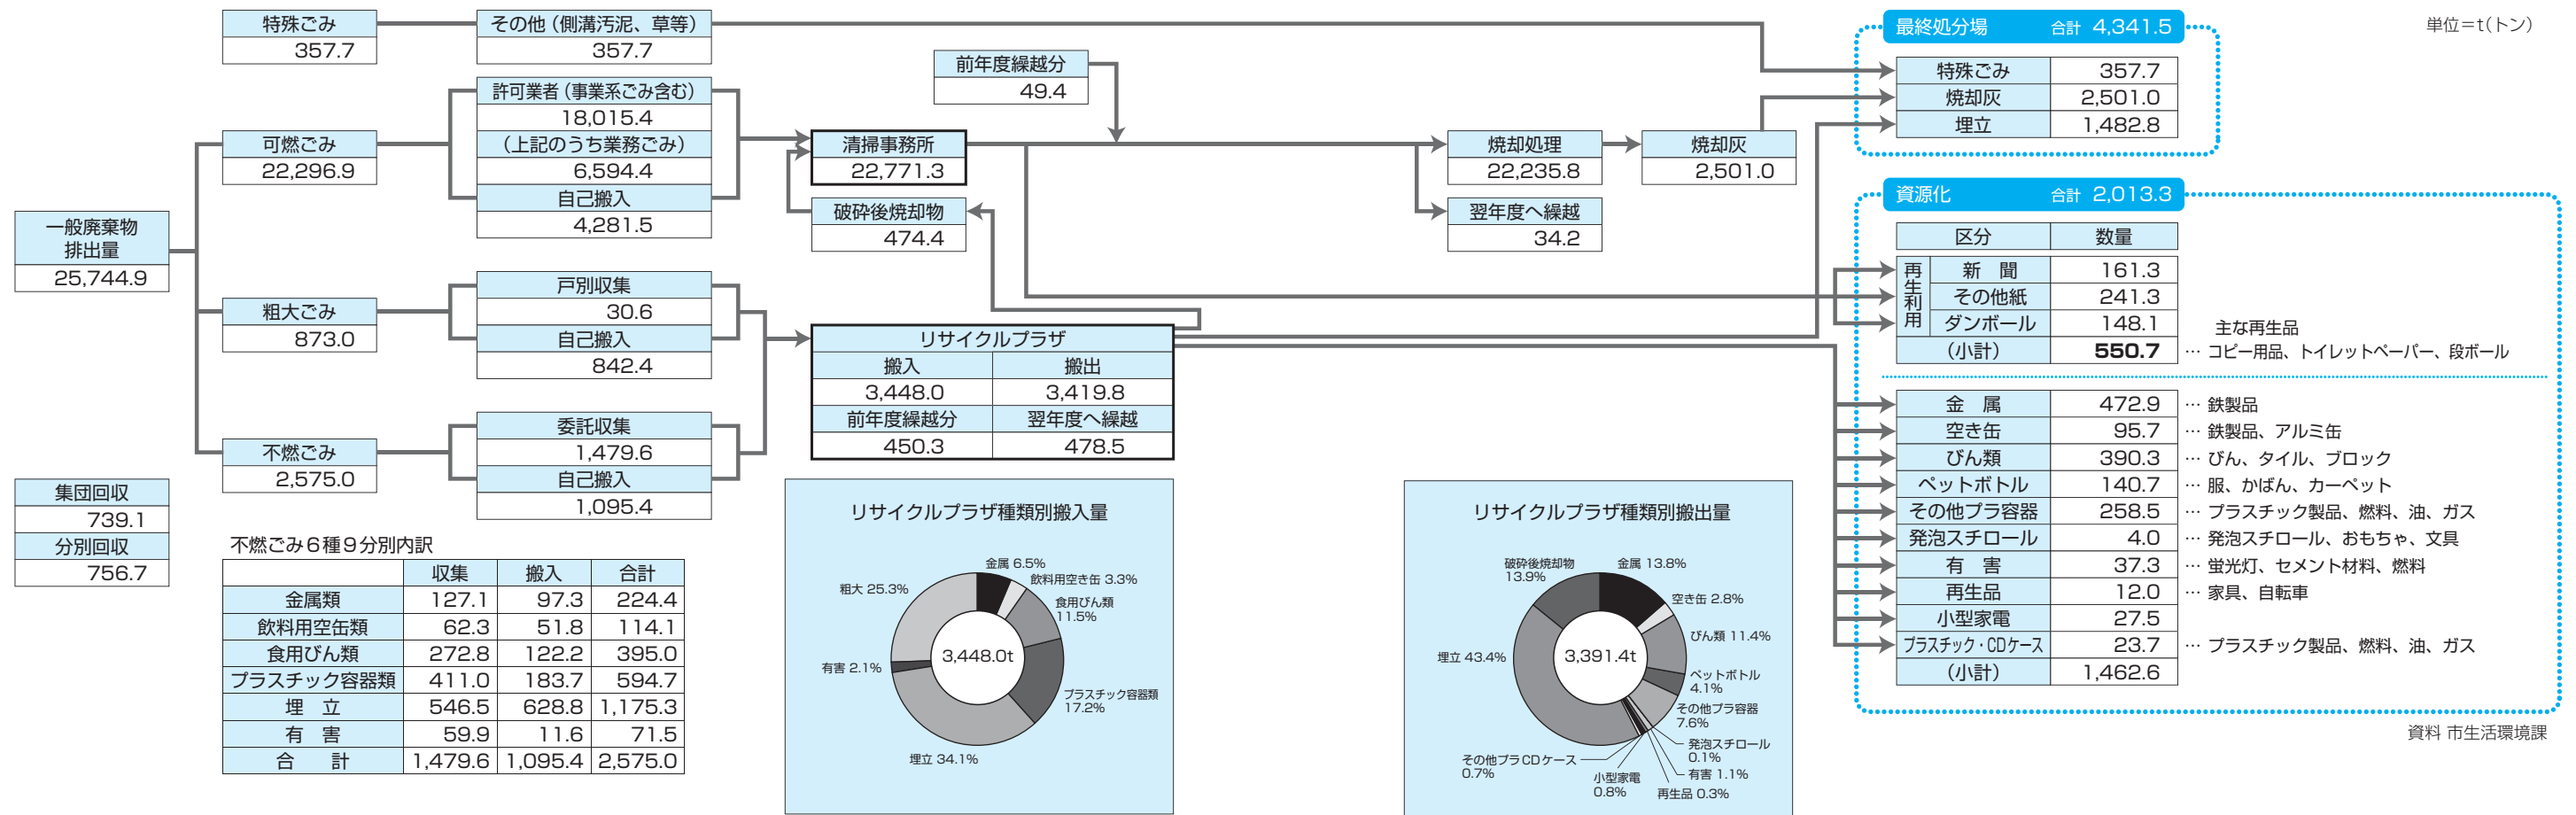 単位＝t(トン)
特殊ごみ
357.7
その他（側溝汚泥、草等）
357.7
一般廃棄物
排出量
25,744.9
可燃ごみ
22,296.9
許可業者（事業系ごみ含む）
18,015.4
（上記のうち業務ごみ）
6,594.4
自己搬入
4,281.5
粗大ごみ
873.0
戸別収集
30.6
自己搬入
842.4
不燃ごみ
2,575.0
委託収集
1,479.6
自己搬入
1,095.4
集団回収
739.1
分別回収
756.7
前年度繰越分
49.4
清掃事務所
22,771.3
破砕後焼却物
474.4
焼却処理
22,235.8
焼却灰
2,501.0
翌年度へ繰越
34.2
リサイクルプラザ
搬入 搬出
3,448.0 3,419.8
前年度繰越分 翌年度へ繰越
450.3 478.5
最終処分場 合計 4,341.5
特殊ごみ 357.7
焼却灰 2,501.0
埋立 1,482.8
資源化 合計 2,013.3
区分 数量
再生利用
新　聞 161.3
その他紙 241.3
ダンボール 148.1
主な再生品
（小計） 550.7 … コピー用品、トイレットペーパー、段ボール
金　属 472.9 … 鉄製品
空き缶 95.7 … 鉄製品、アルミ缶
びん類 390.3 … びん、タイル、ブロック
ペットボトル 140.7 … 服、かばん、カーペット
その他プラ容器 258.5 … プラスチック製品、燃料、油、ガス
発泡スチロール 4.0 … 発泡スチロール、おもちゃ、文具
有　害 37.3 … 蛍光灯、セメント材料、燃料
再生品 12.0 … 家具、自転車
小型家電 27.5
プラスチック・CDケース 23.7 … プラスチック製品、燃料、油、ガス
（小計） 1,462.6
資料 市生活環境課
不燃ごみ６種９分別内訳
収集 搬入 合計
金属類 127.1 97.3 224.4
飲料用空缶類 62.3 51.8 114.1
食用びん類 272.8 122.2 395.0
プラスチック容器類 411.0 183.7 594.7
埋　立 546.5 628.8 1,175.3
有　害 59.9 11.6 71.5
合　　計 1,479.6 1,095.4 2,575.0
リサイクルプラザ種類別搬入量
金属 6.5%
飲料用空き缶 3.3%
食用びん類
11.5%
プラスチック容器類
17.2%
埋立 34.1%
有害 2.1%
粗大 25.3%
3,448.0t
リサイクルプラザ種類別搬出量
金属 13.8%
空き缶 2.8%
びん類 11.4%
ペットボトル
4.1%
その他プラ容器
7.6%
発泡スチロール
0.1%
有害 1.1%
再生品 0.3%
小型家電
0.8%
その他プラCDケース
0.7%
埋立 43.4%
破砕後焼却物
13.9%
3,391.4t